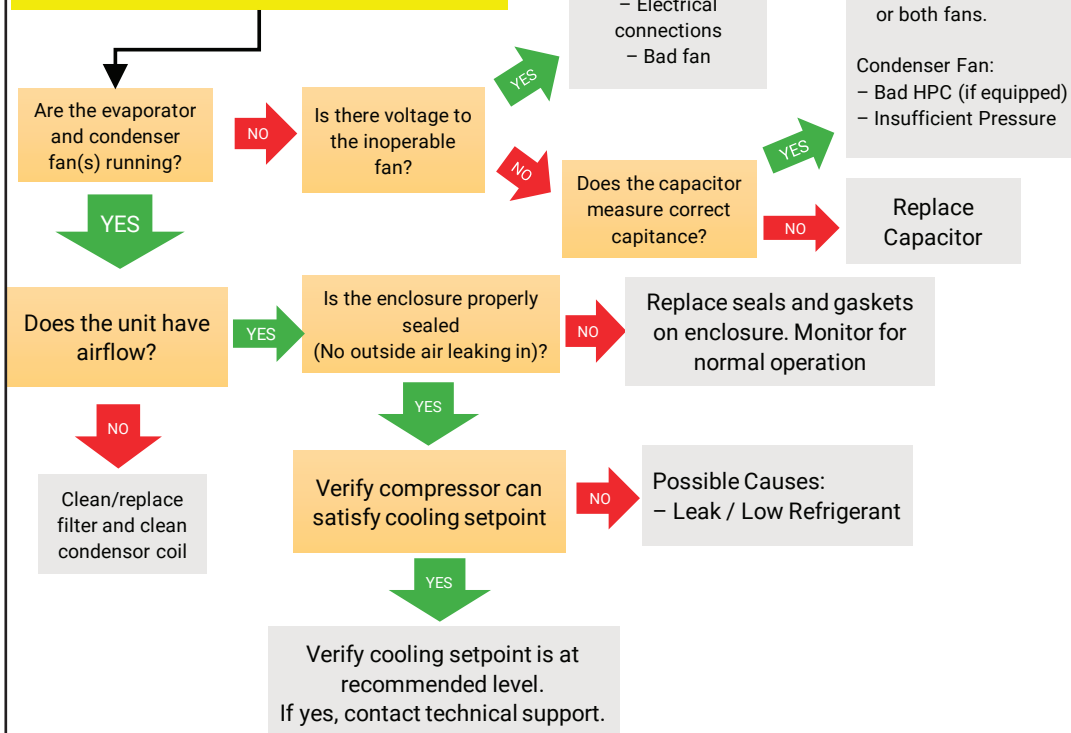 – Electrical
connections
– Bad fan
or both fans.
Condenser Fan:
– Bad HPC (if equipped)
– Insufficient Pressure
YES
Are the evaporator
and condenser
fan(s) running?
NO
Is there voltage to
the inoperable
fan?
YES
NO
Does the capacitor
measure correct
capitance?
NO
Replace
Capacitor
YES
Does the unit have
airflow?
YES
Is the enclosure properly
sealed
(No outside air leaking in)?
NO
Replace seals and gaskets
on enclosure. Monitor for
normal operation
NO
YES
Clean/replace
filter and clean
condensor coil
Verify compressor can
satisfy cooling setpoint
NO
Possible Causes:
– Leak / Low Refrigerant
YES
Verify cooling setpoint is at
recommended level.
If yes, contact technical support.